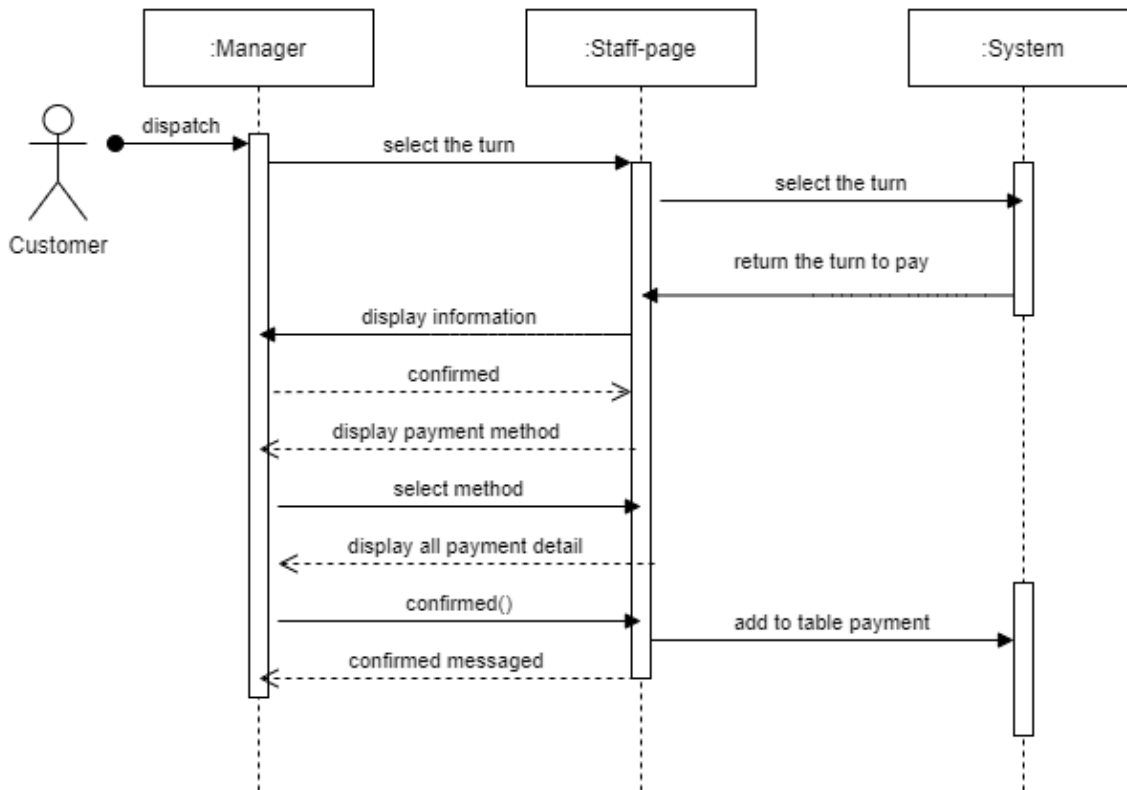 :Manager
:Staff-page
:System
dispatch
Customer
select the turn
select the turn
return the turn to pay
display information
confirmed
display payment method
select method
display all payment detail
confirmed()
add to table payment
confirmed messaged